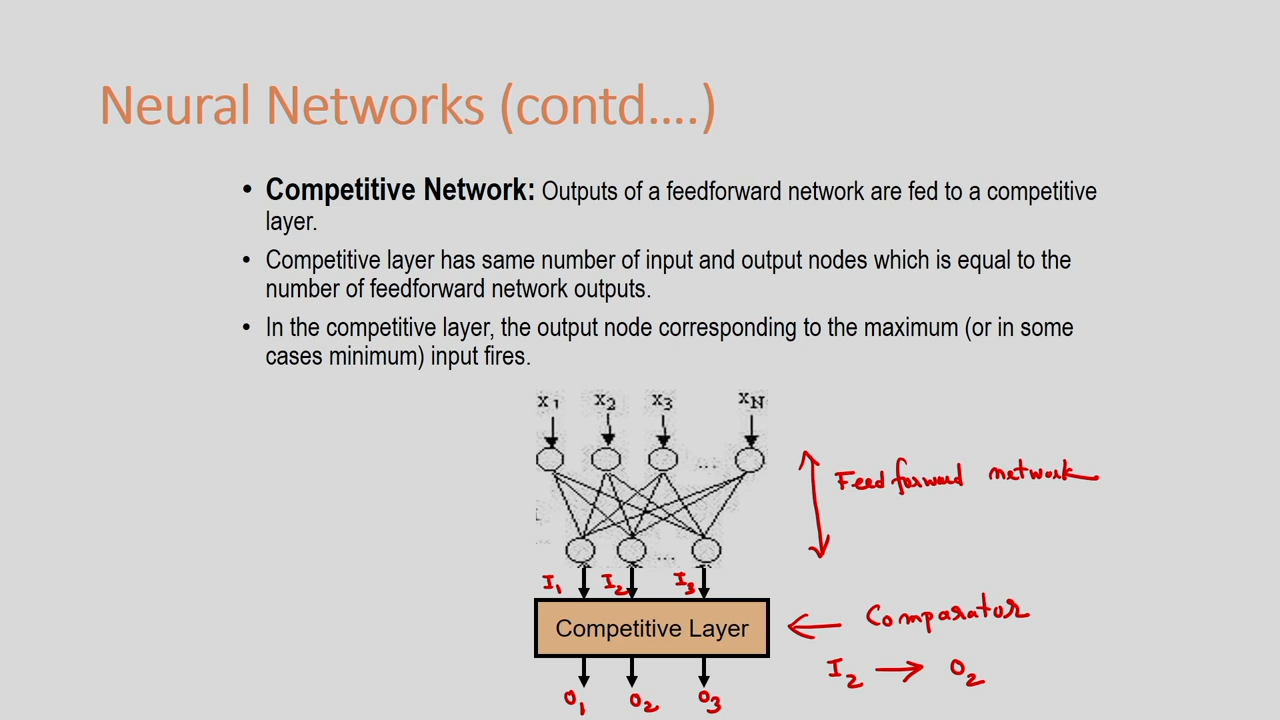 Neural Networks (contd....)
• Competitive Network: Outputs of a feedforward network are fed to a competitive
layer.
• Competitive layer has same number of input and output nodes which is equal to the
number of feedforward network outputs.
• In the competitive layer, the output node corresponding to the maximum (or in some
cases minimum) input fires.
x1 x2 x3 xN
...
Feed forward network
...
I1 I2 I3
Comparator
Competitive Layer
I2 → O2
O1 O2 O3